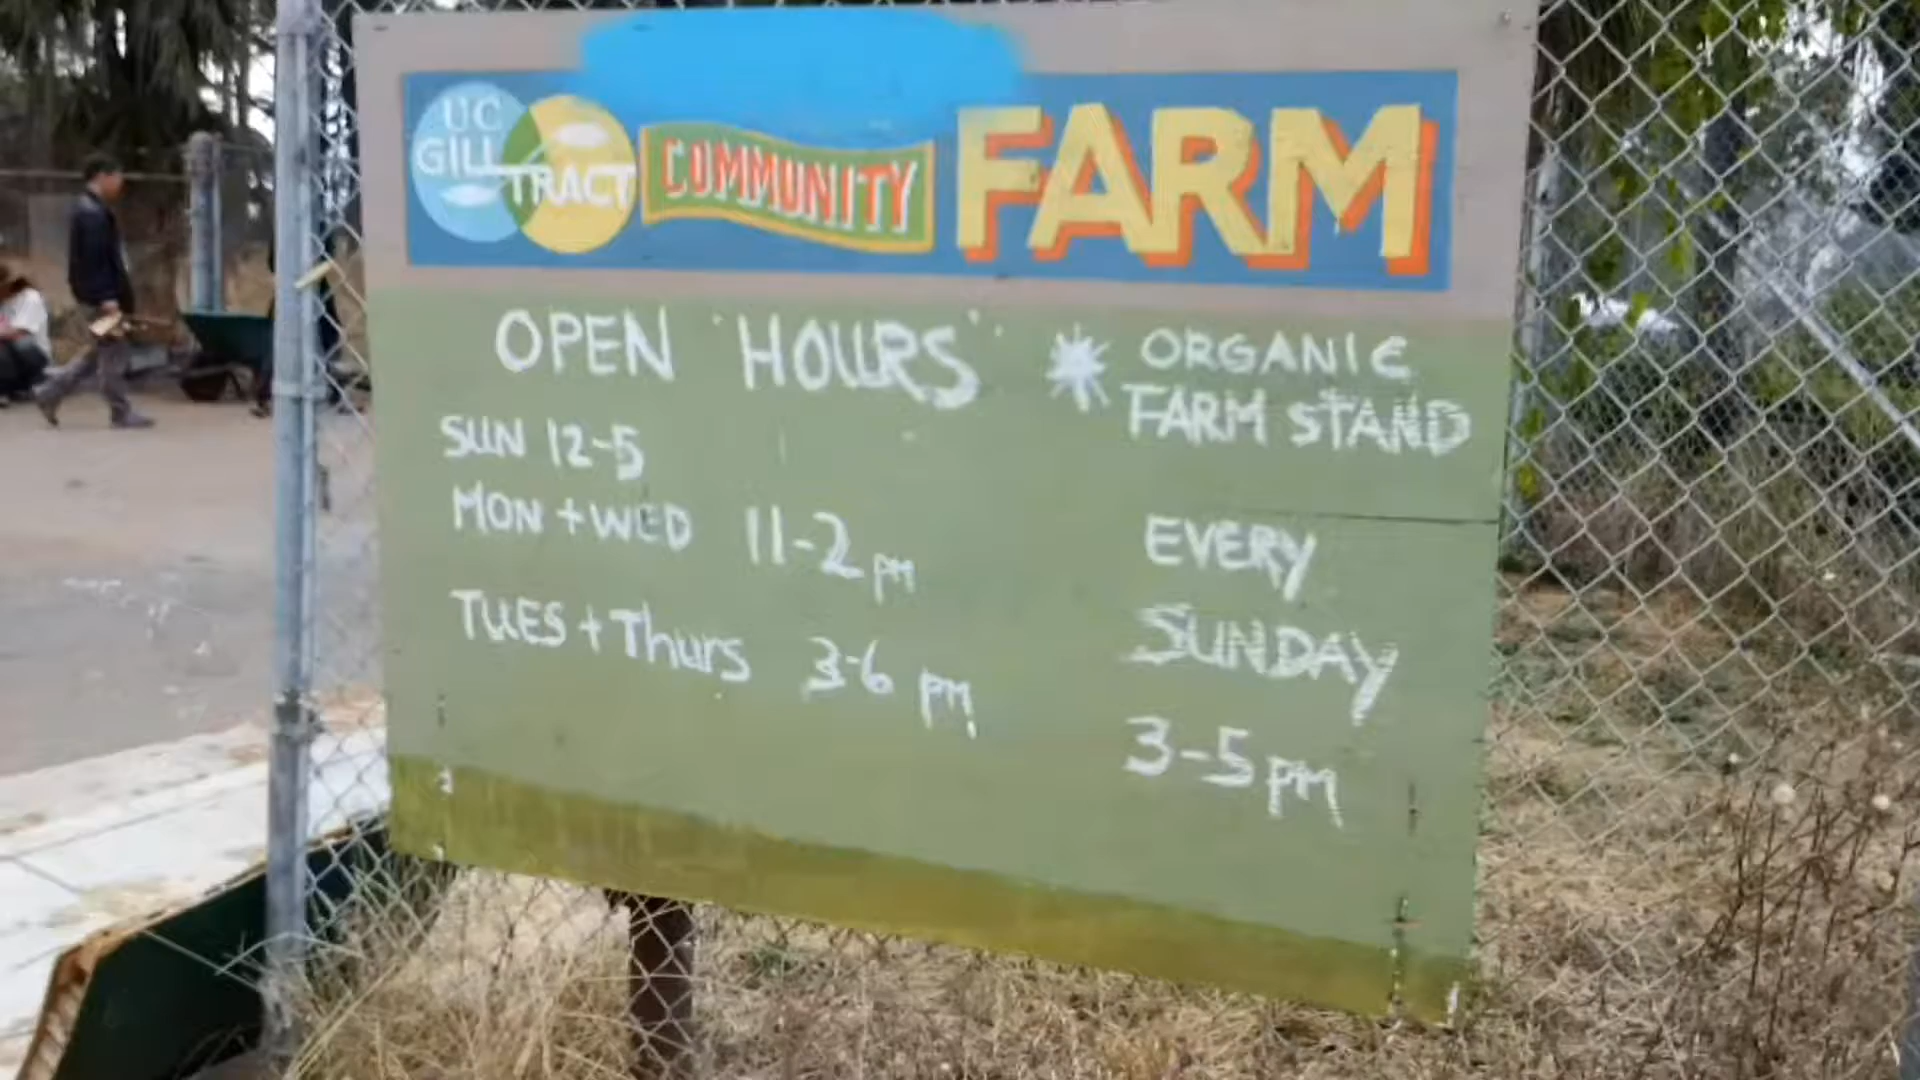 UC
GILL
TRACT
COMMUNITY
FARM
OPEN "HOURS"
SUN 12-5
MON + WED 11-2 PM
TUES + Thurs 3-6 PM
* ORGANIC
FARM STAND
EVERY
SUNDAY
3-5 PM